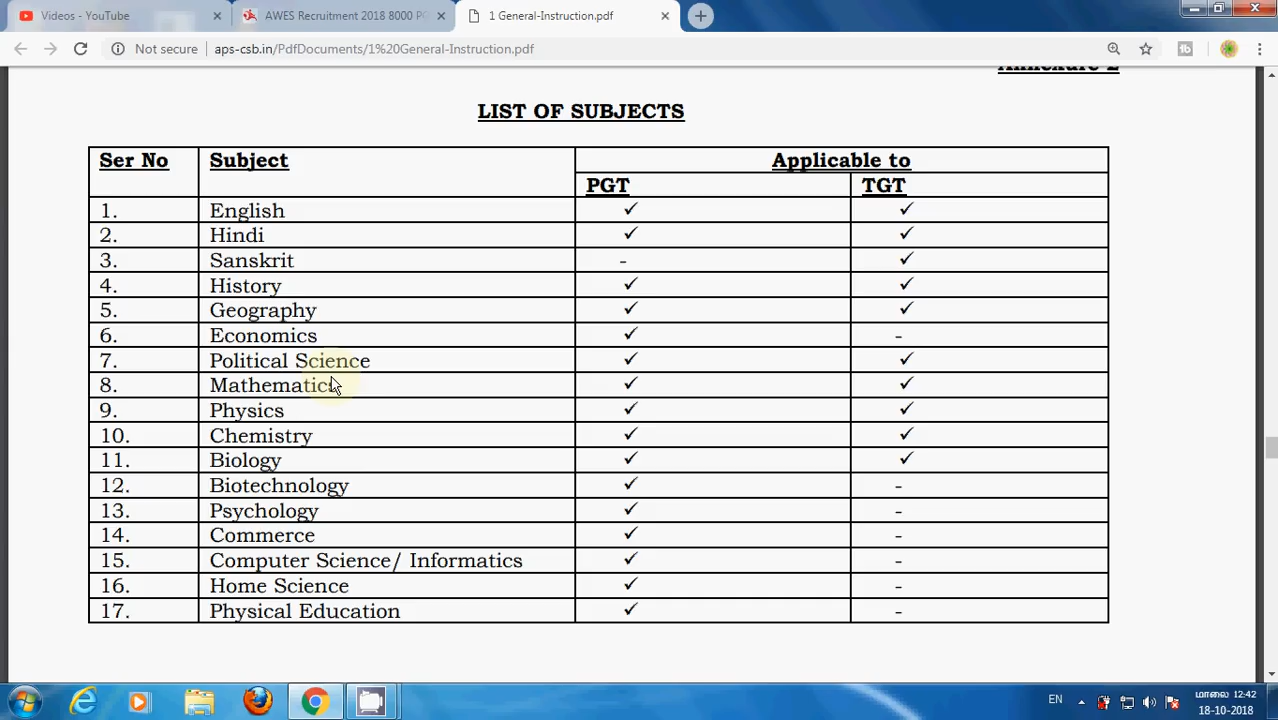 Videos - YouTube
AWES Recruitment 2018 8000 PG
1 General-Instruction.pdf
Not secure
aps-csb.in/PdfDocuments/1%20General-Instruction.pdf
Annexure 2
LIST OF SUBJECTS
Ser No Subject Applicable to
PGT TGT
1. English ✓ ✓
2. Hindi ✓ ✓
3. Sanskrit - ✓
4. History ✓ ✓
5. Geography ✓ ✓
6. Economics ✓ -
7. Political Science ✓ ✓
8. Mathematics ✓ ✓
9. Physics ✓ ✓
10. Chemistry ✓ ✓
11. Biology ✓ ✓
12. Biotechnology ✓ -
13. Psychology ✓ -
14. Commerce ✓ -
15. Computer Science/ Informatics ✓ -
16. Home Science ✓ -
17. Physical Education ✓ -
EN
மாலை 12:42
18-10-2018